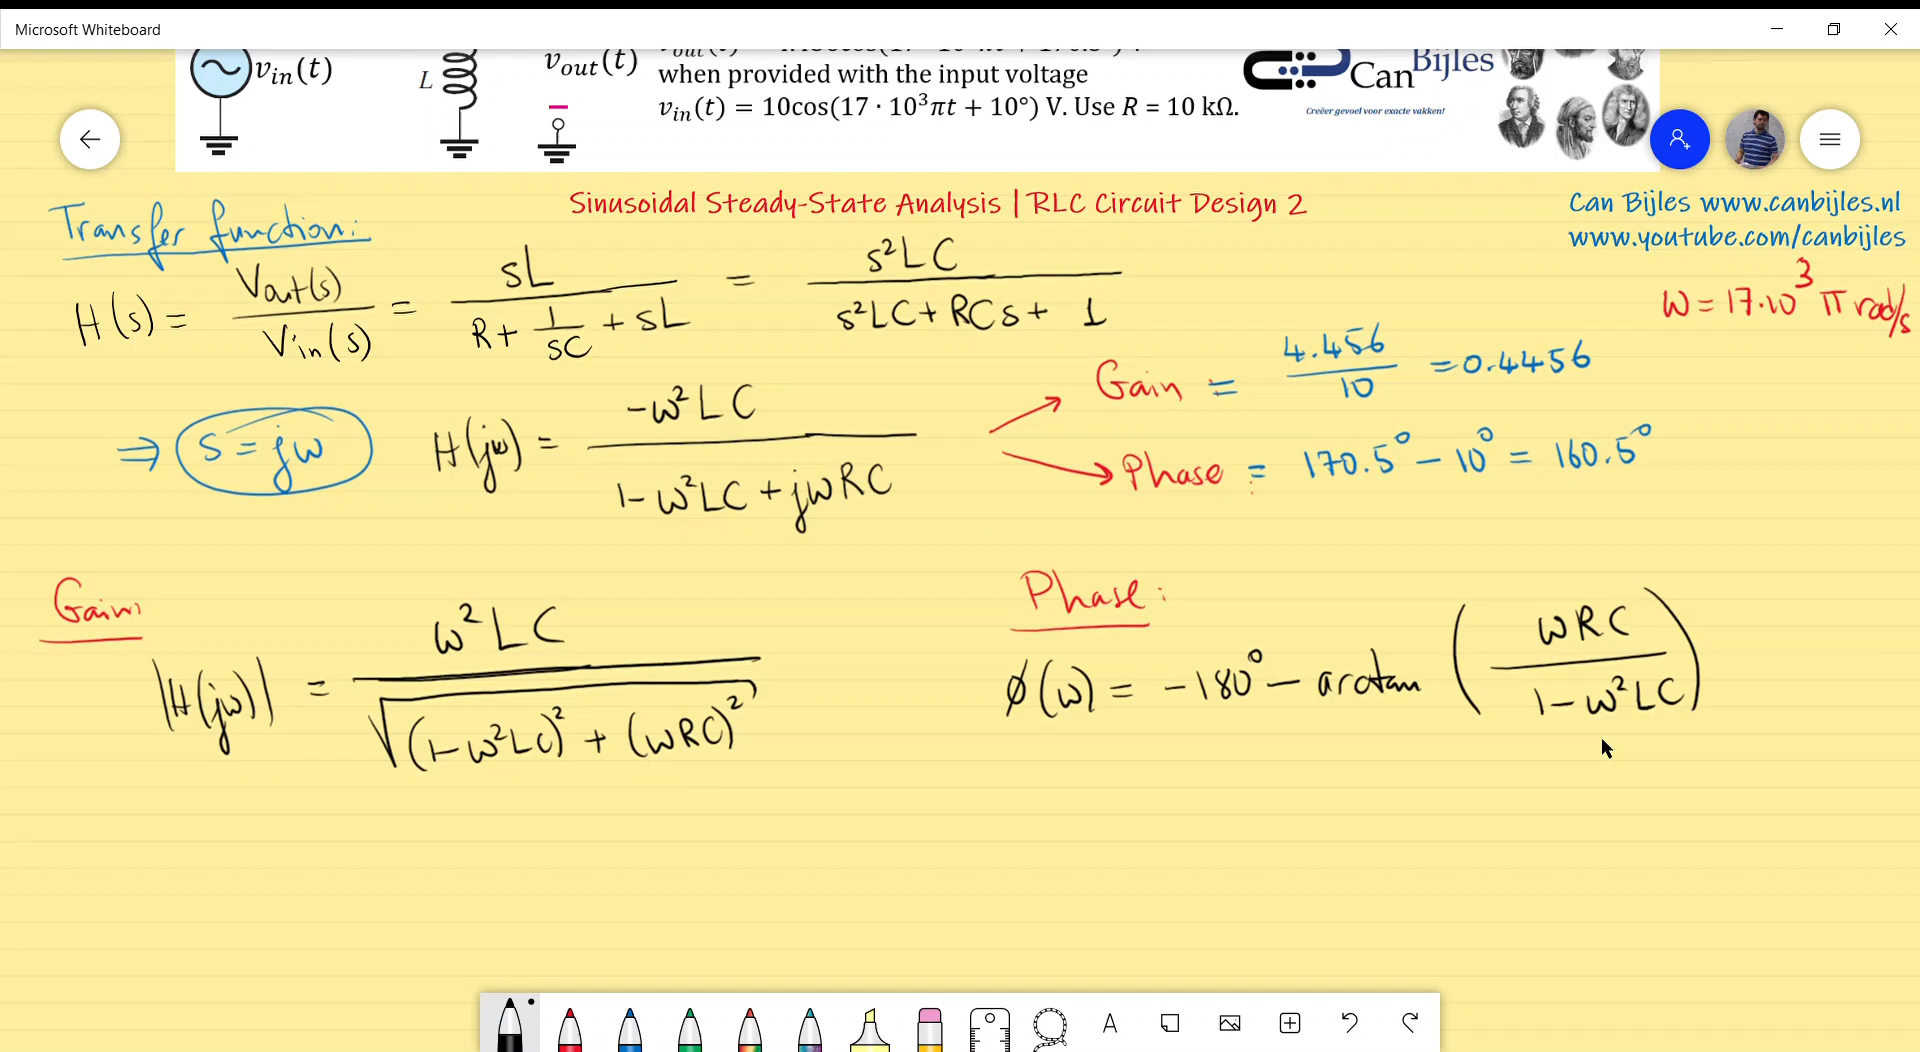 Microsoft Whiteboard
v_in(t)
L
v_out(t)
when provided with the input voltage
v_in(t) = 10cos(17 · 10³πt + 10°) V. Use R = 10 kΩ.
Can Bijles
Creëer gevoel voor exacte vakken!
Sinusoidal Steady-State Analysis | RLC Circuit Design 2
Can Bijles www.canbijles.nl
www.youtube.com/canbijles
Transfer function:
H(s) = Vout(s) / Vin(s) = sL / (R + 1/sC + sL) = s²LC / (s²LC + RCs + 1)
ω = 17·10³ π rad/s
⇒ s = jω
H(jω) = -ω²LC / (1 - ω²LC + jωRC)
Gain = 4.456 / 10 = 0.4456
Phase = 170.5° - 10° = 160.5°
Gain:
|H(jω)| = ω²LC / √((1-ω²LC)² + (ωRC)²)
Phase:
ø(ω) = -180° - arctan (ωRC / (1-ω²LC))
A